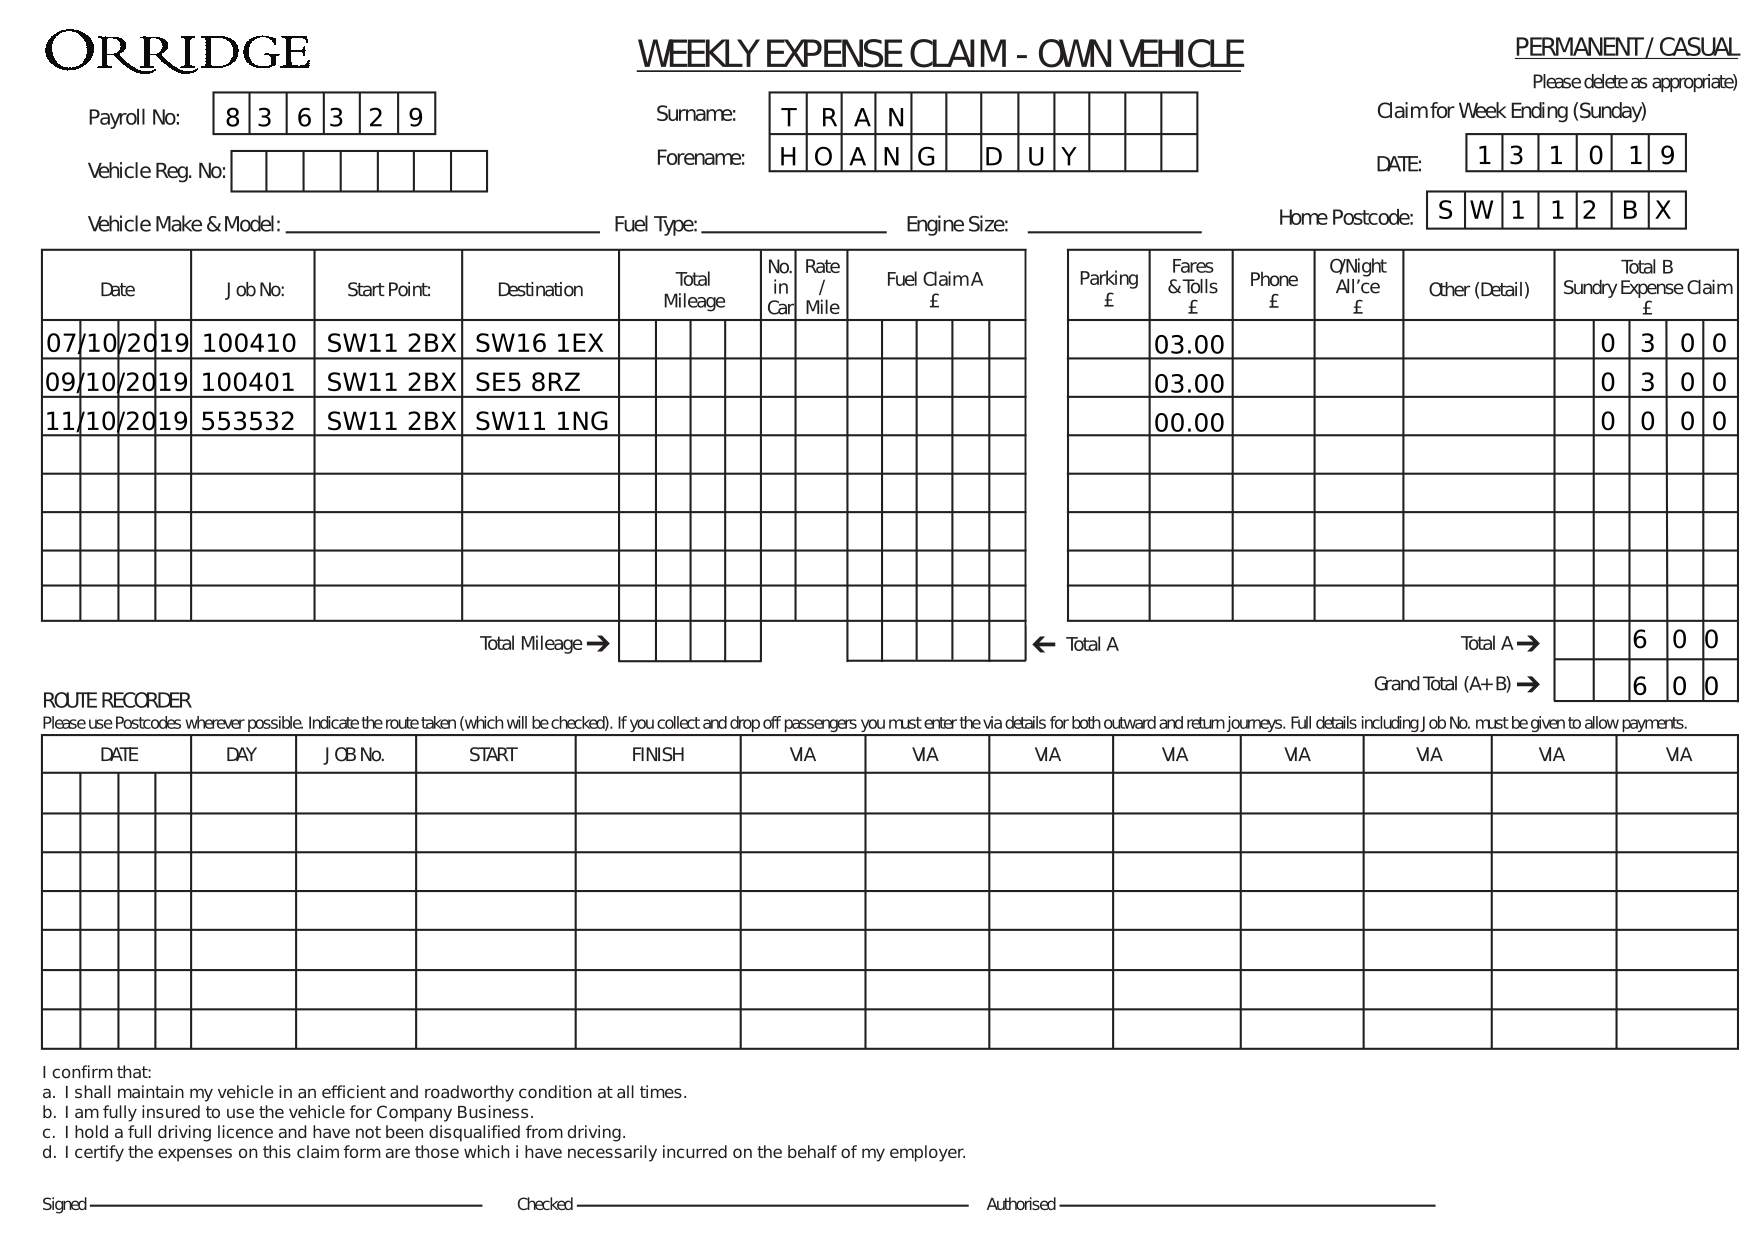 ORRIDGE
WEEKLY EXPENSE CLAIM - OWN VEHICLE
PERMANENT / CASUAL
Please delete as appropriate)
Payroll No: 8 3 6 3 2 9
Surname: T R A N
Claim for Week Ending (Sunday)
Forename: H O A N G D U Y
DATE: 1 3 1 0 1 9
Vehicle Reg. No:
Home Postcode: S W 1 1 2 B X
Vehicle Make & Model: Fuel Type: Engine Size:
Date Job No: Start Point: Destination Total Mileage No. in Car Rate / Mile Fuel Claim A £ Parking £ Fares & Tolls £ Phone £ O/Night All'ce £ Other (Detail) Total B Sundry Expense Claim £
07/10/2019 100410 SW11 2BX SW16 1EX 03.00 0 3 0 0
09/10/2019 100401 SW11 2BX SE5 8RZ 03.00 0 3 0 0
11/10/2019 553532 SW11 2BX SW11 1NG 00.00 0 0 0 0
Total Mileage ➔ ← Total A Total A ➔ 6 0 0
Grand Total (A+ B) ➔ 6 0 0
ROUTE RECORDER
Please use Postcodes wherever possible. Indicate the route taken (which will be checked). If you collect and drop off passengers you must enter the via details for both outward and return journeys. Full details including Job No. must be given to allow payments.
DATE DAY JOB No. START FINISH VIA VIA VIA VIA VIA VIA VIA VIA
I confirm that:
a. I shall maintain my vehicle in an efficient and roadworthy condition at all times.
b. I am fully insured to use the vehicle for Company Business.
c. I hold a full driving licence and have not been disqualified from driving.
d. I certify the expenses on this claim form are those which i have necessarily incurred on the behalf of my employer.
Signed Checked Authorised